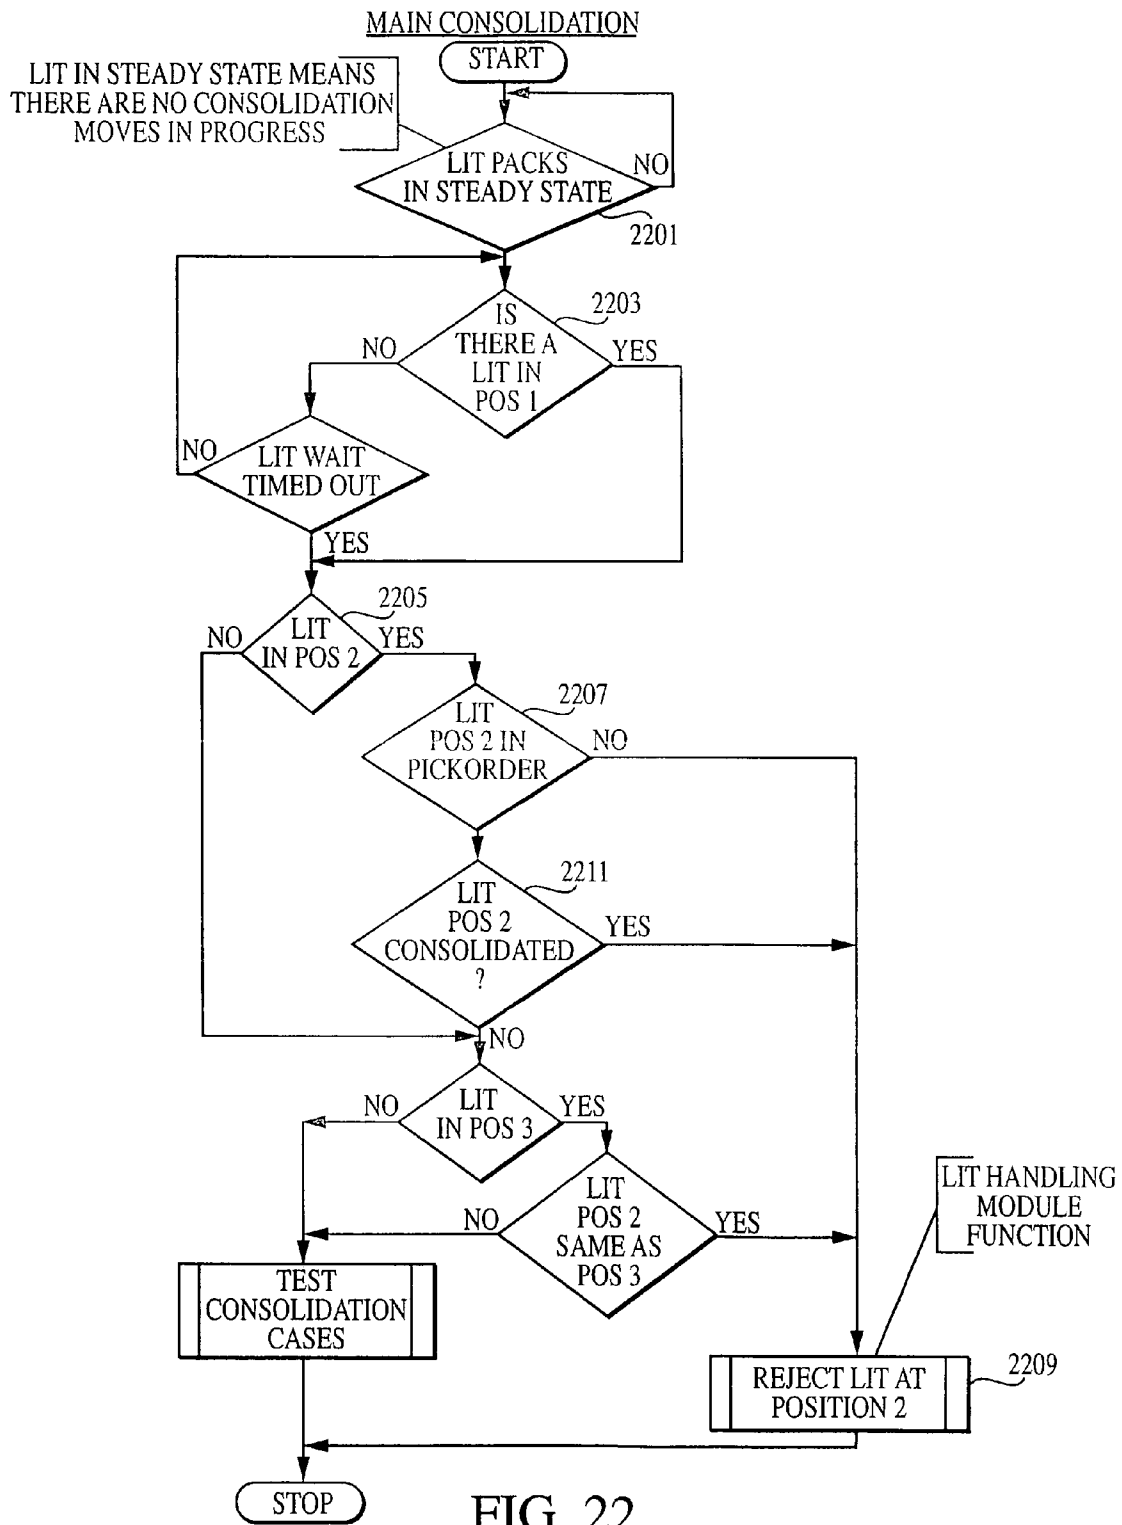 MAIN CONSOLIDATION
START
LIT IN STEADY STATE MEANS
THERE ARE NO CONSOLIDATION
MOVES IN PROGRESS
LIT PACKS
IN STEADY STATE
NO
2201
2203
IS
THERE A
LIT IN
POS 1
NO
YES
LIT WAIT
TIMED OUT
NO
YES
2205
LIT
IN POS 2
NO
YES
2207
LIT
POS 2 IN
PICKORDER
NO
2211
LIT
POS 2
CONSOLIDATED
?
YES
NO
LIT
IN POS 3
NO
YES
LIT
POS 2
SAME AS
POS 3
NO
YES
LIT HANDLING
MODULE
FUNCTION
TEST
CONSOLIDATION
CASES
REJECT LIT AT
POSITION 2
2209
STOP
FIG. 22